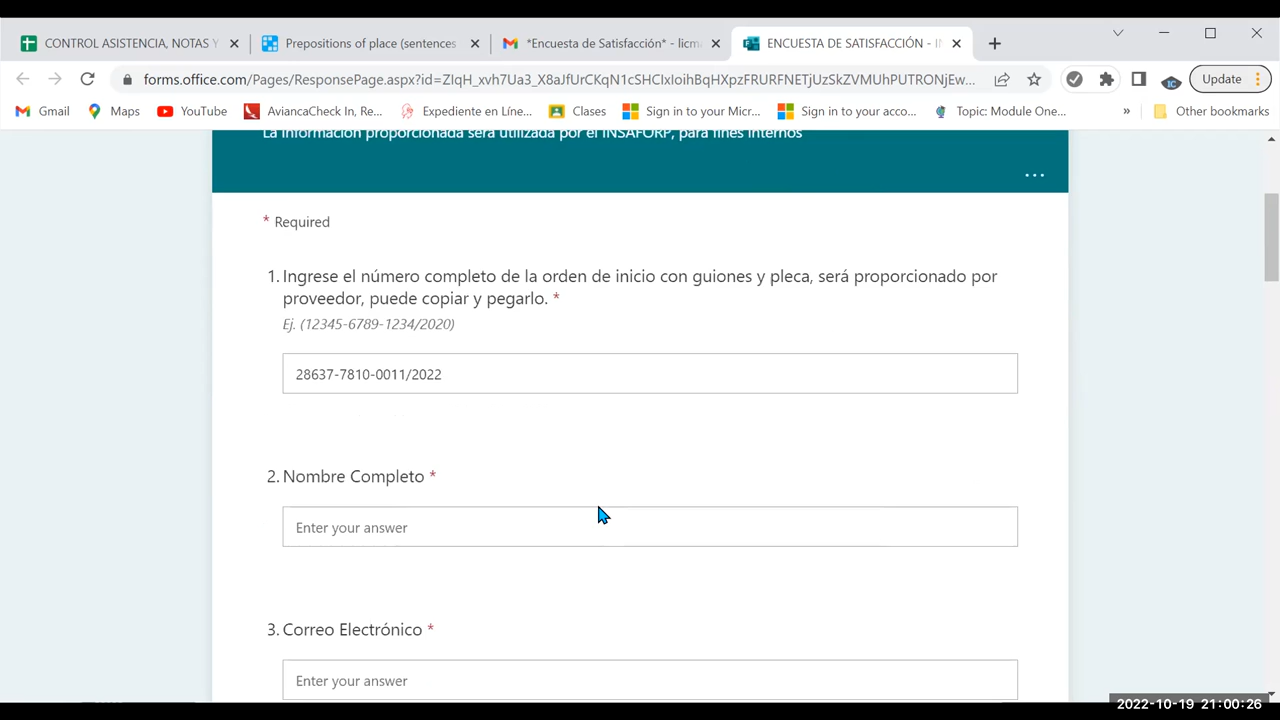 CONTROL ASISTENCIA, NOTAS Y
Prepositions of place (sentences
*Encuesta de Satisfacción* - licm
ENCUESTA DE SATISFACCIÓN - IN
forms.office.com/Pages/ResponsePage.aspx?id=ZIqH_xvh7Ua3_X8aJfUrCKqN1cSHCIxIoihBqHXpzFRURFNETjUzSkZVMUhPUTRONjEw...
Update
Gmail
Maps
YouTube
AviancaCheck In, Re...
Expediente en Líne...
Clases
Sign in to your Micr...
Sign in to your acco...
Topic: Module One...
»
Other bookmarks
La información proporcionada será utilizada por el INSAFORP, para fines internos
...
* Required
1. Ingrese el número completo de la orden de inicio con guiones y pleca, será proporcionado por
proveedor, puede copiar y pegarlo. *
Ej. (12345-6789-1234/2020)
28637-7810-0011/2022
2. Nombre Completo *
Enter your answer
3. Correo Electrónico *
Enter your answer
2022-10-19 21:00:26